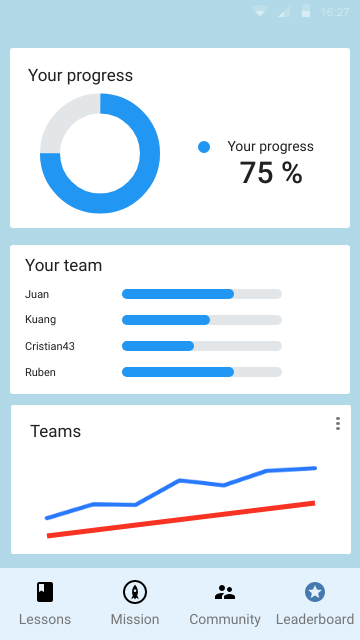 16:27
Your progress
Your progress
75 %
Your team
Juan
Kuang
Cristian43
Ruben
Teams
Lessons
Mission
Community
Leaderboard